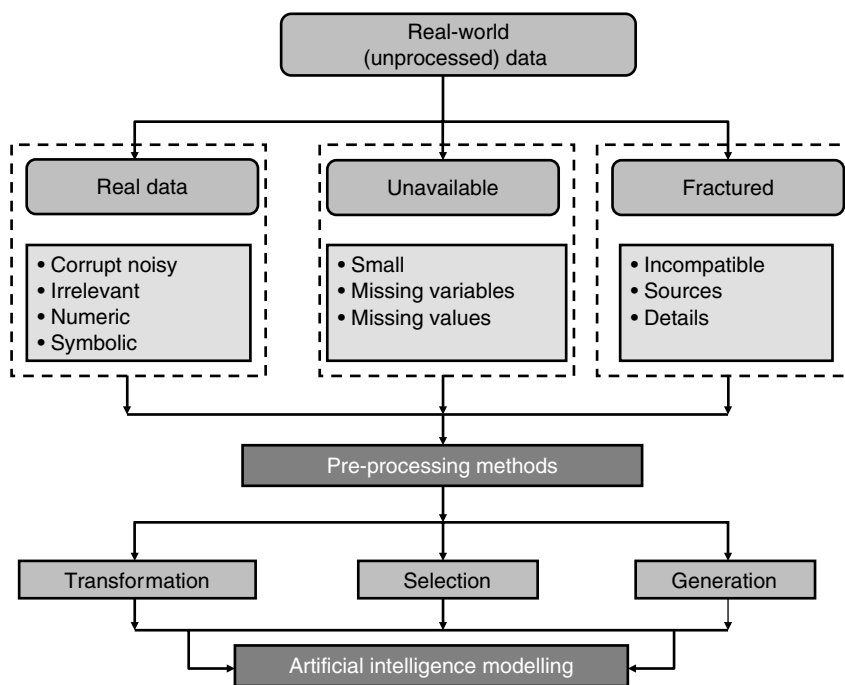 Real-world
(unprocessed) data
Real data
• Corrupt noisy
• Irrelevant
• Numeric
• Symbolic
Unavailable
• Small
• Missing variables
• Missing values
Fractured
• Incompatible
• Sources
• Details
Pre-processing methods
Transformation
Selection
Generation
Artificial intelligence modelling